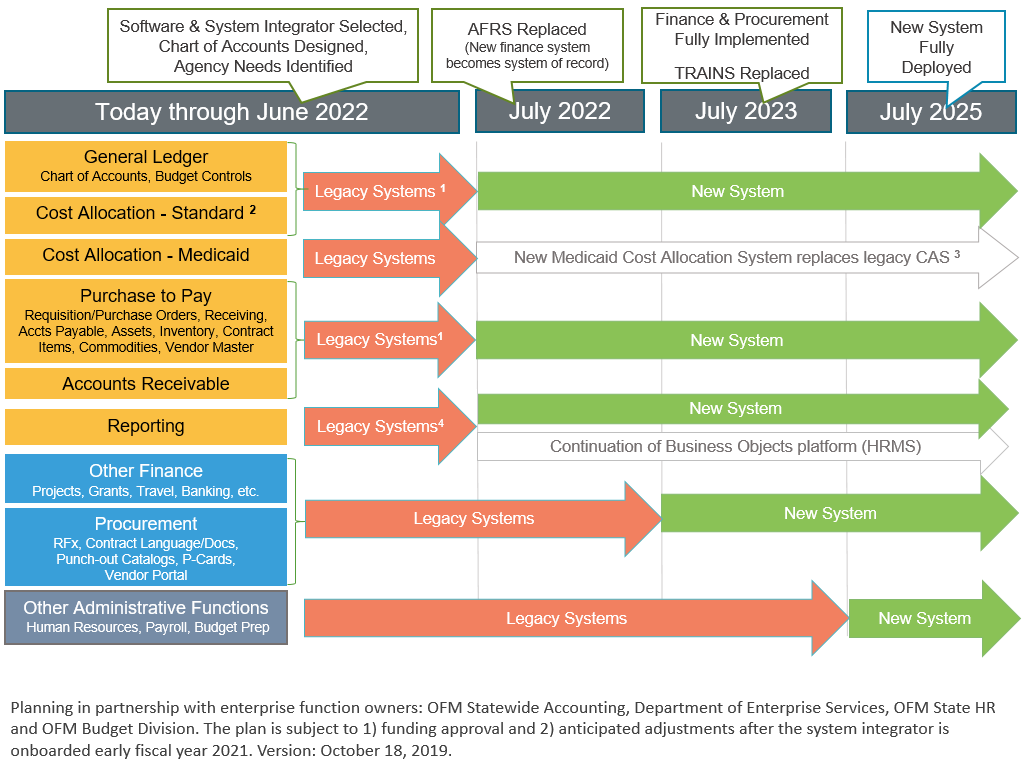 Software & System Integrator Selected,
Chart of Accounts Designed,
Agency Needs Identified
AFRS Replaced
(New finance system
becomes system of record)
Finance & Procurement
Fully Implemented
TRAINS Replaced
New System
Fully
Deployed
Today through June 2022
July 2022
July 2023
July 2025
General Ledger
Chart of Accounts, Budget Controls
Cost Allocation - Standard ²
Legacy Systems ¹
New System
Cost Allocation - Medicaid
Legacy Systems
New Medicaid Cost Allocation System replaces legacy CAS ³
Purchase to Pay
Requisition/Purchase Orders, Receiving,
Accts Payable, Assets, Inventory, Contract
Items, Commodities, Vendor Master
Accounts Receivable
Legacy Systems¹
New System
Reporting
Legacy Systems⁴
New System
Continuation of Business Objects platform (HRMS)
Other Finance
Projects, Grants, Travel, Banking, etc.
Procurement
RFx, Contract Language/Docs,
Punch-out Catalogs, P-Cards,
Vendor Portal
Legacy Systems
New System
Other Administrative Functions
Human Resources, Payroll, Budget Prep
Legacy Systems
New System
Planning in partnership with enterprise function owners: OFM Statewide Accounting, Department of Enterprise Services, OFM State HR
and OFM Budget Division. The plan is subject to 1) funding approval and 2) anticipated adjustments after the system integrator is
onboarded early fiscal year 2021. Version: October 18, 2019.